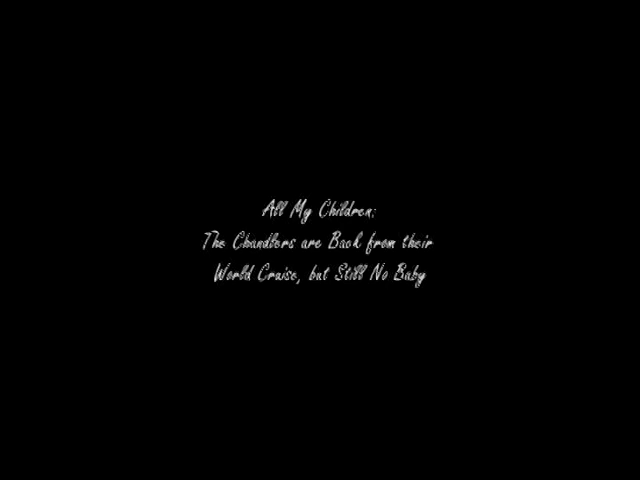 All My Children:
The Chandlers are Back from their
World Cruise, but Still No Baby